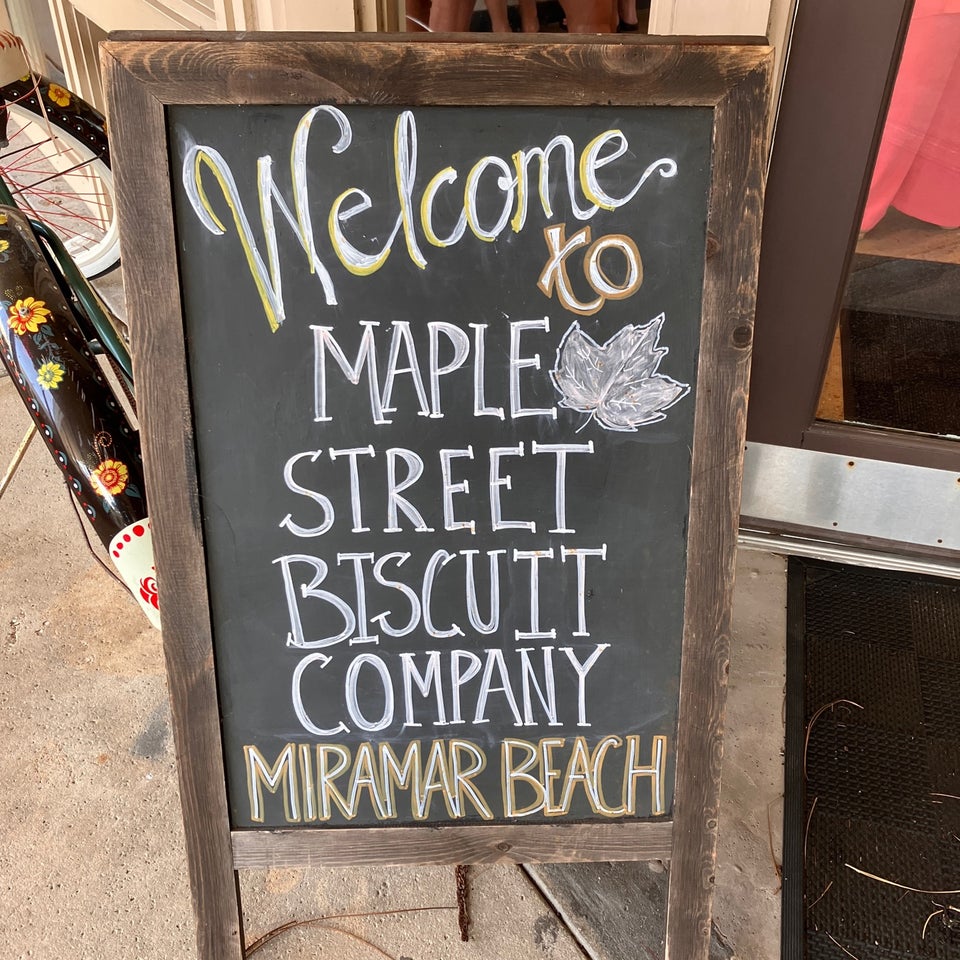 Welcome
to
MAPLE
STREET
BISCUIT
COMPANY
MIRAMAR BEACH